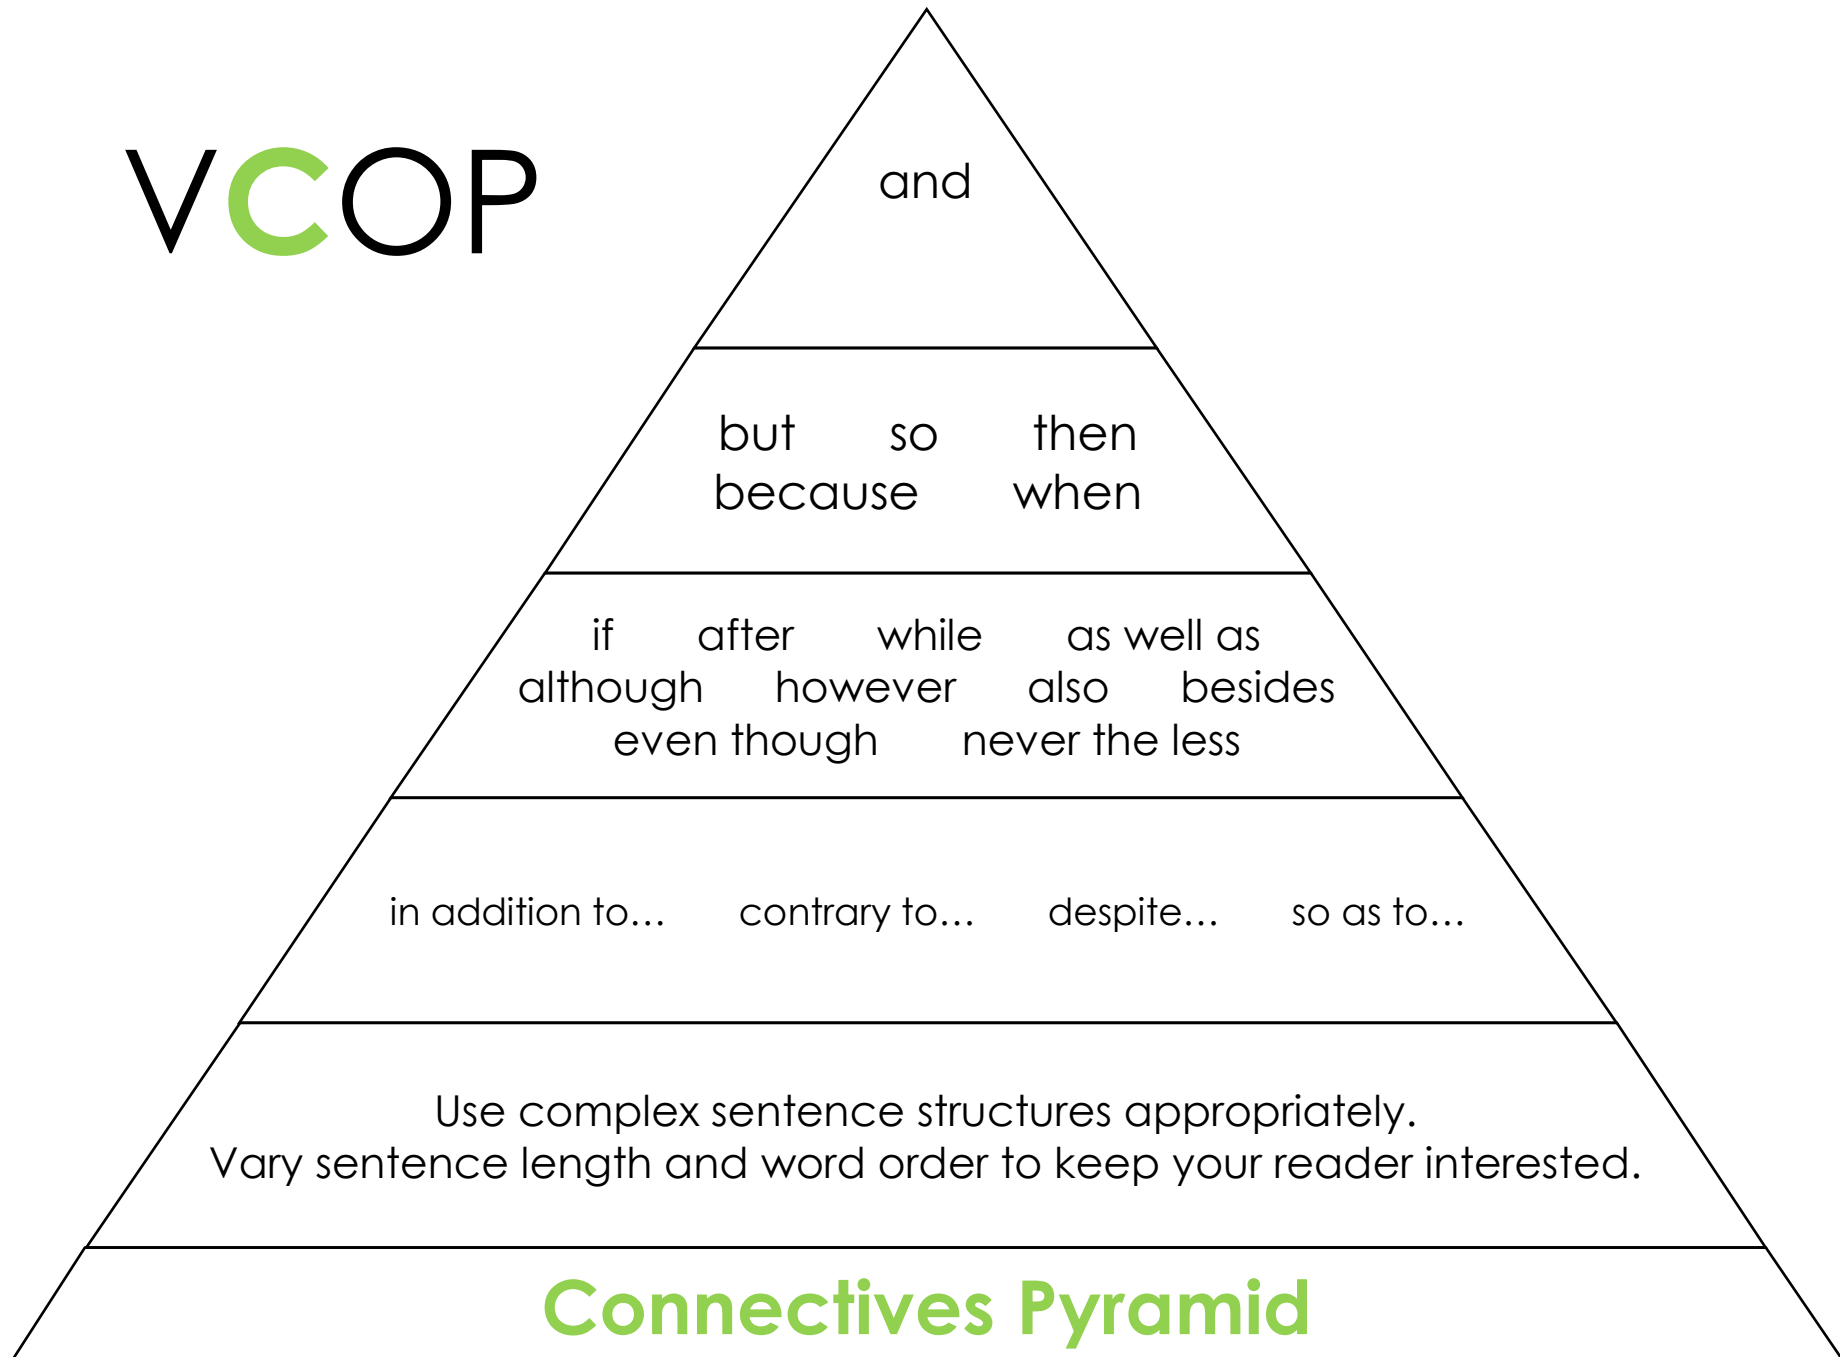 VCOP
and
but so then
because when
if after while as well as
although however also besides
even though never the less
in addition to... contrary to... despite... so as to...
Use complex sentence structures appropriately.
Vary sentence length and word order to keep your reader interested.
Connectives Pyramid